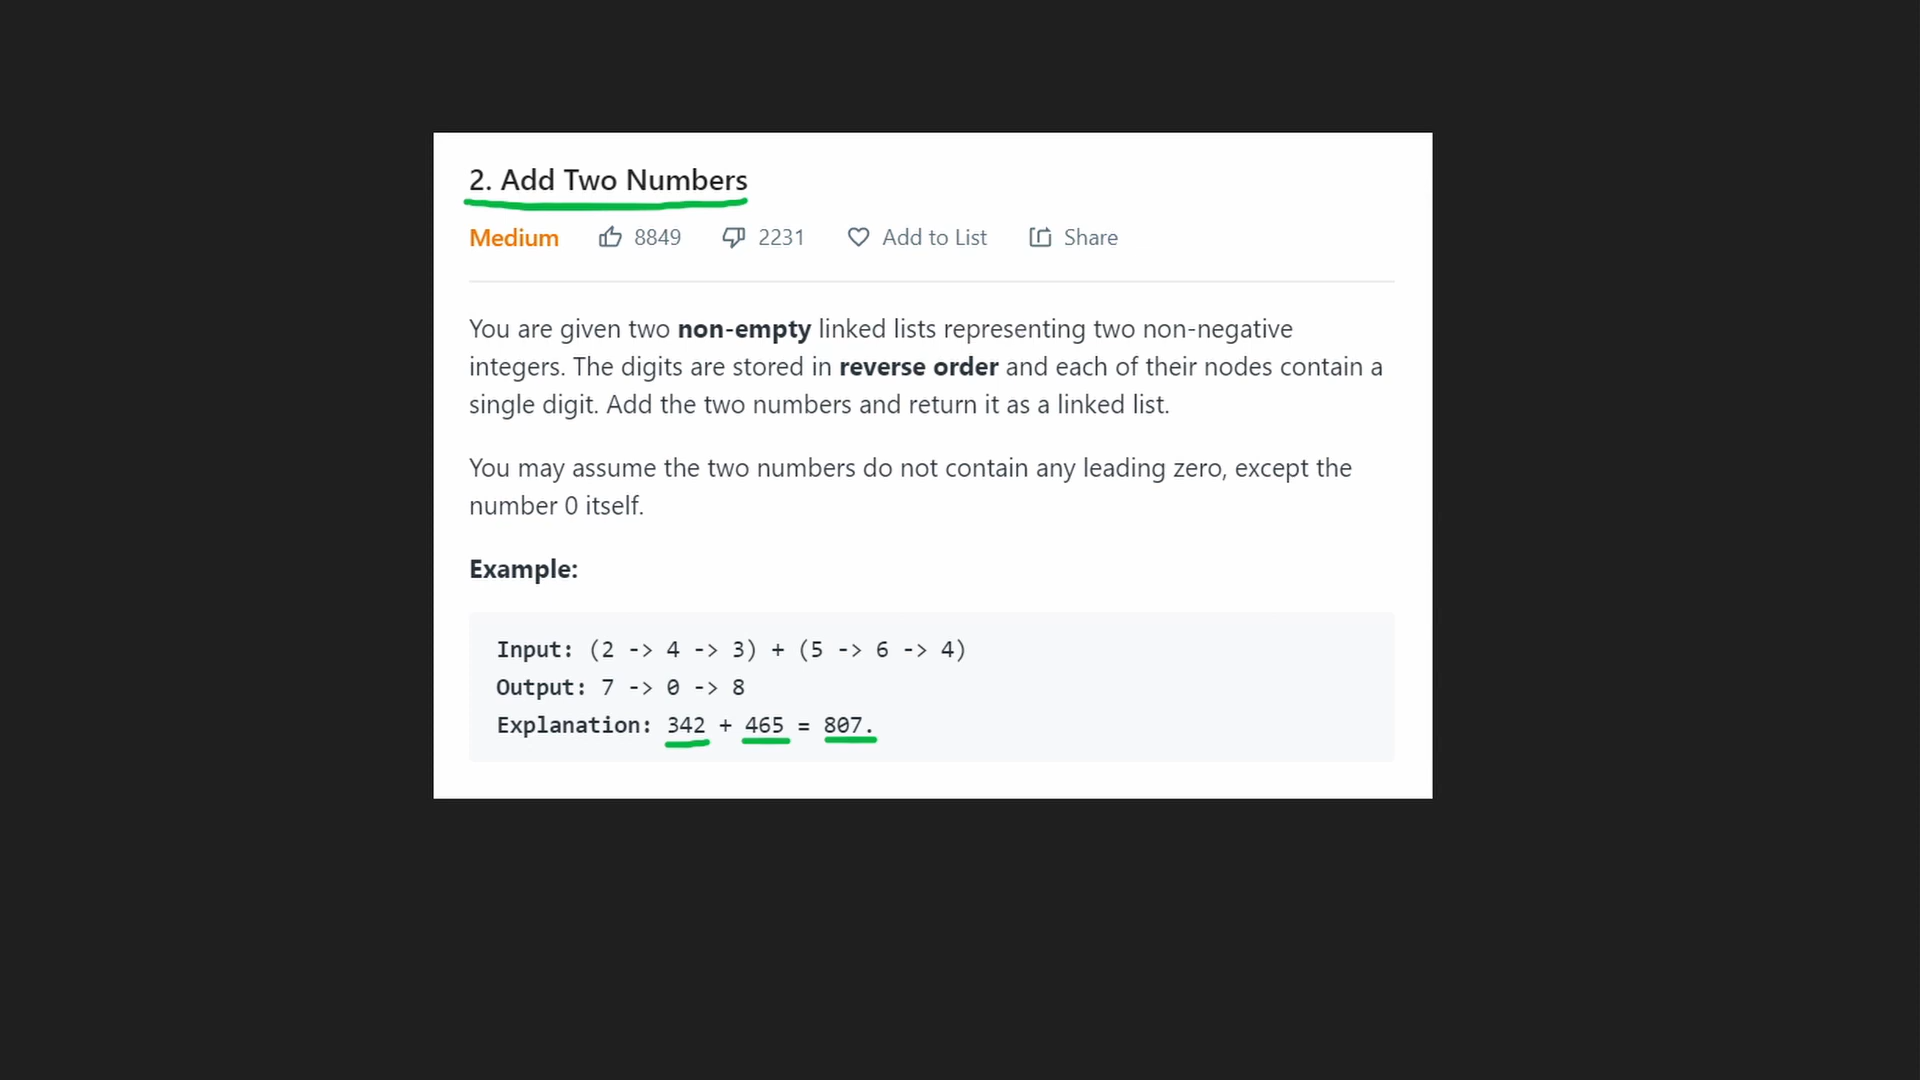 2. Add Two Numbers
Medium 8849 2231 Add to List Share
You are given two non-empty linked lists representing two non-negative
integers. The digits are stored in reverse order and each of their nodes contain a
single digit. Add the two numbers and return it as a linked list.
You may assume the two numbers do not contain any leading zero, except the
number 0 itself.
Example:
Input: (2 -> 4 -> 3) + (5 -> 6 -> 4)
Output: 7 -> 0 -> 8
Explanation: 342 + 465 = 807.